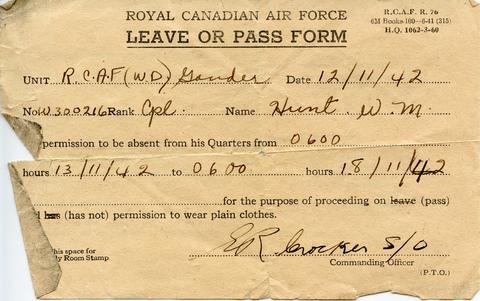 ROYAL CANADIAN AIR FORCE
LEAVE OR PASS FORM
R.C.A.F. R. 76
6M Books-100—6-41 (315)
H.Q. 1062-3-60
UNIT R.C.A.F (W.D.) Gander Date 12/11/42
No W300216 Rank Cpl. Name Hunt W. M.
permission to be absent from his Quarters from 0600
hours 13/11/42 to 0600 hours 18/11/42
for the purpose of proceeding on leave (pass)
has (has not) permission to wear plain clothes.
this space for
ly Room Stamp.
E R Crocker S/O
Commanding Officer
(P.T.O.)